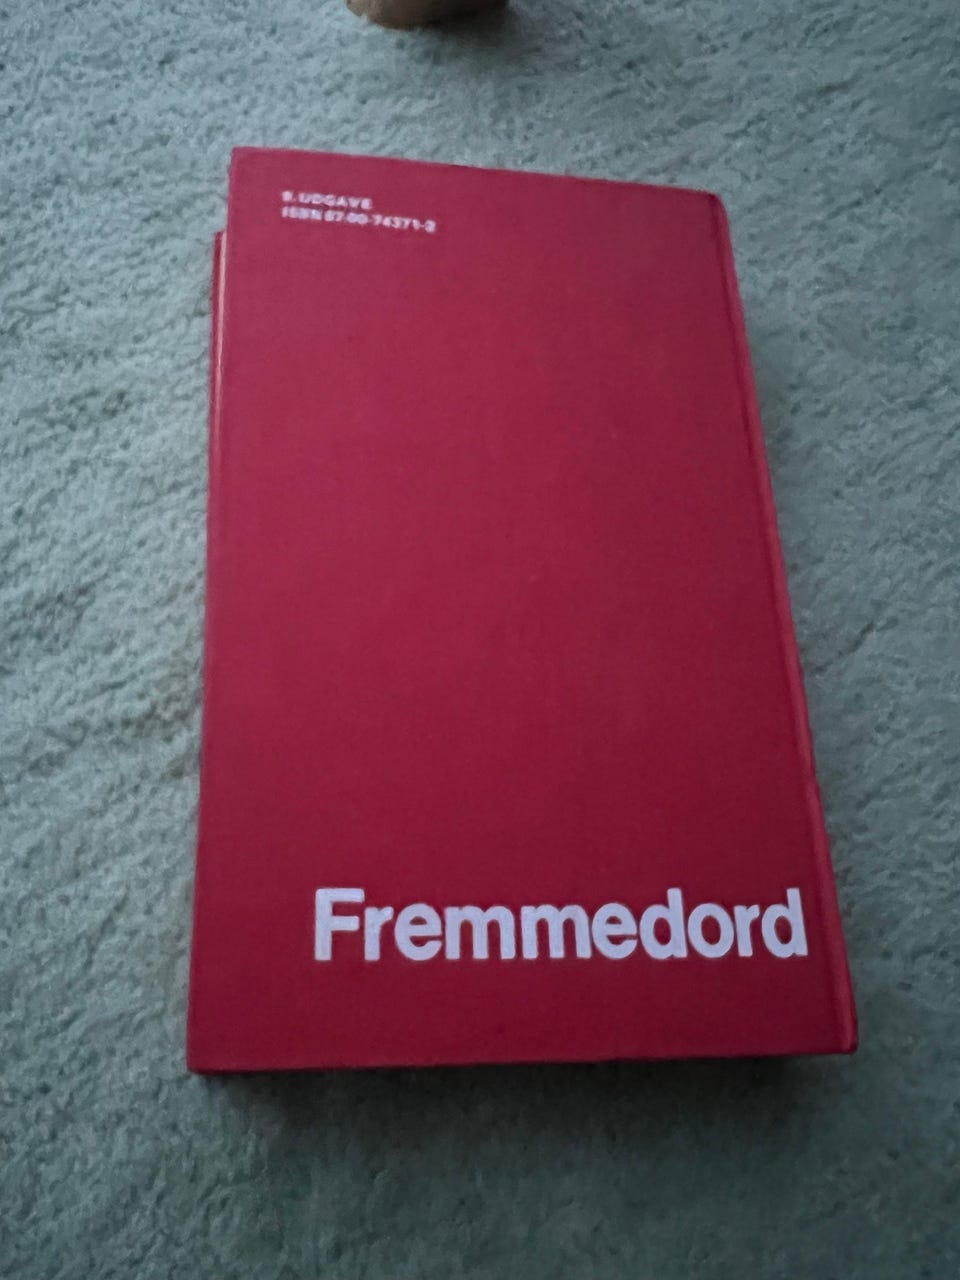 9. UDGAVE
ISBN 87-00-74371-2
Fremmedord